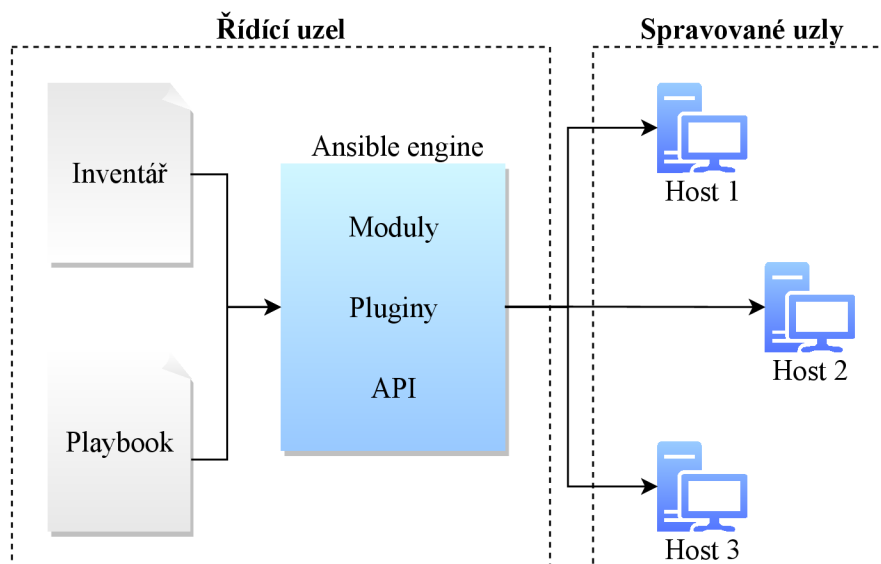 Řídící uzel
Spravované uzly
Inventář
Playbook
Ansible engine
Moduly
Pluginy
API
Host 1
Host 2
Host 3